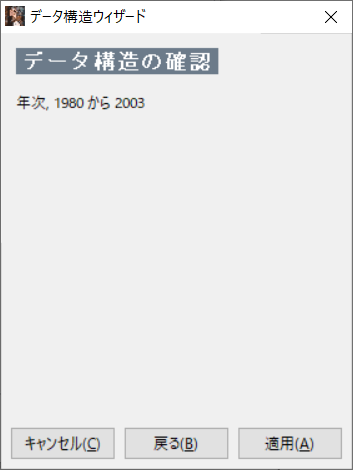 データ構造ウィザード
データ構造の確認
年次, 1980 から 2003
キャンセル(C)
戻る(B)
適用(A)